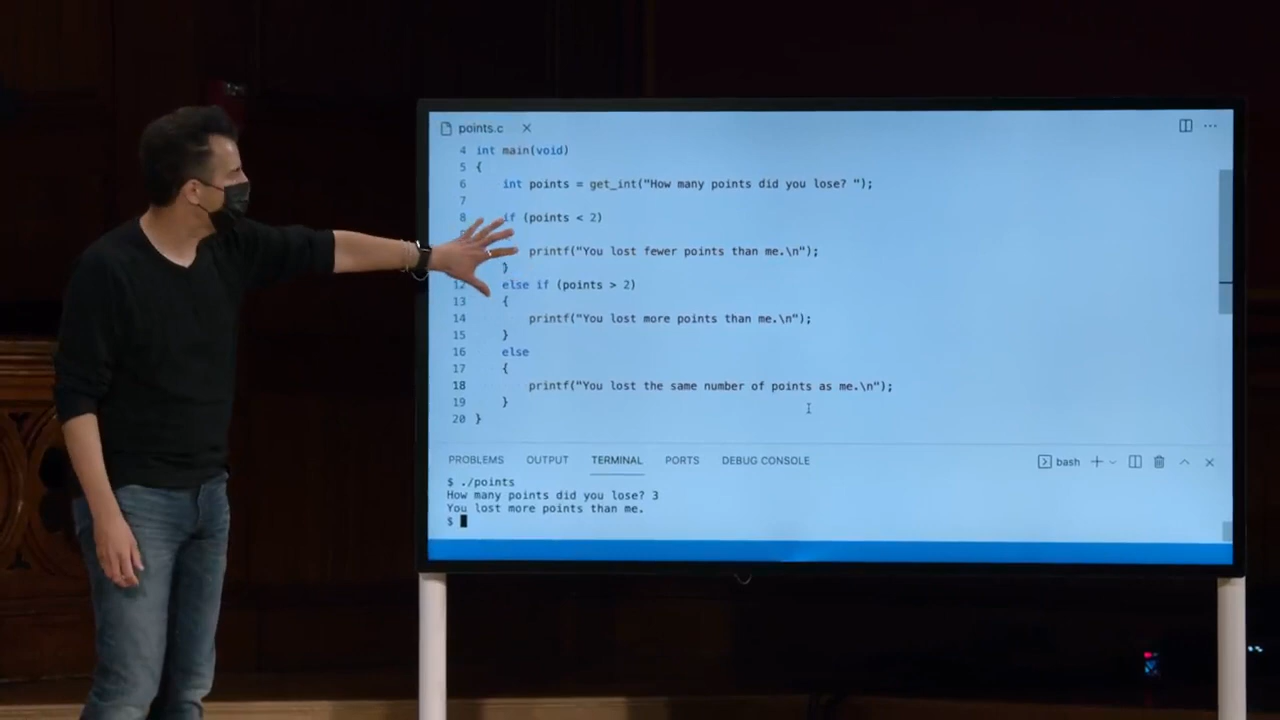 points.c
4 int main(void)
5 {
6 int points = get_int("How many points did you lose? ");
7
8 if (points < 2)
printf("You lost fewer points than me.\n");
}
12 else if (points > 2)
13 {
14 printf("You lost more points than me.\n");
15 }
16 else
17 {
18 printf("You lost the same number of points as me.\n");
19 }
20 }
PROBLEMS OUTPUT TERMINAL PORTS DEBUG CONSOLE bash
$ ./points
How many points did you lose? 3
You lost more points than me.
$